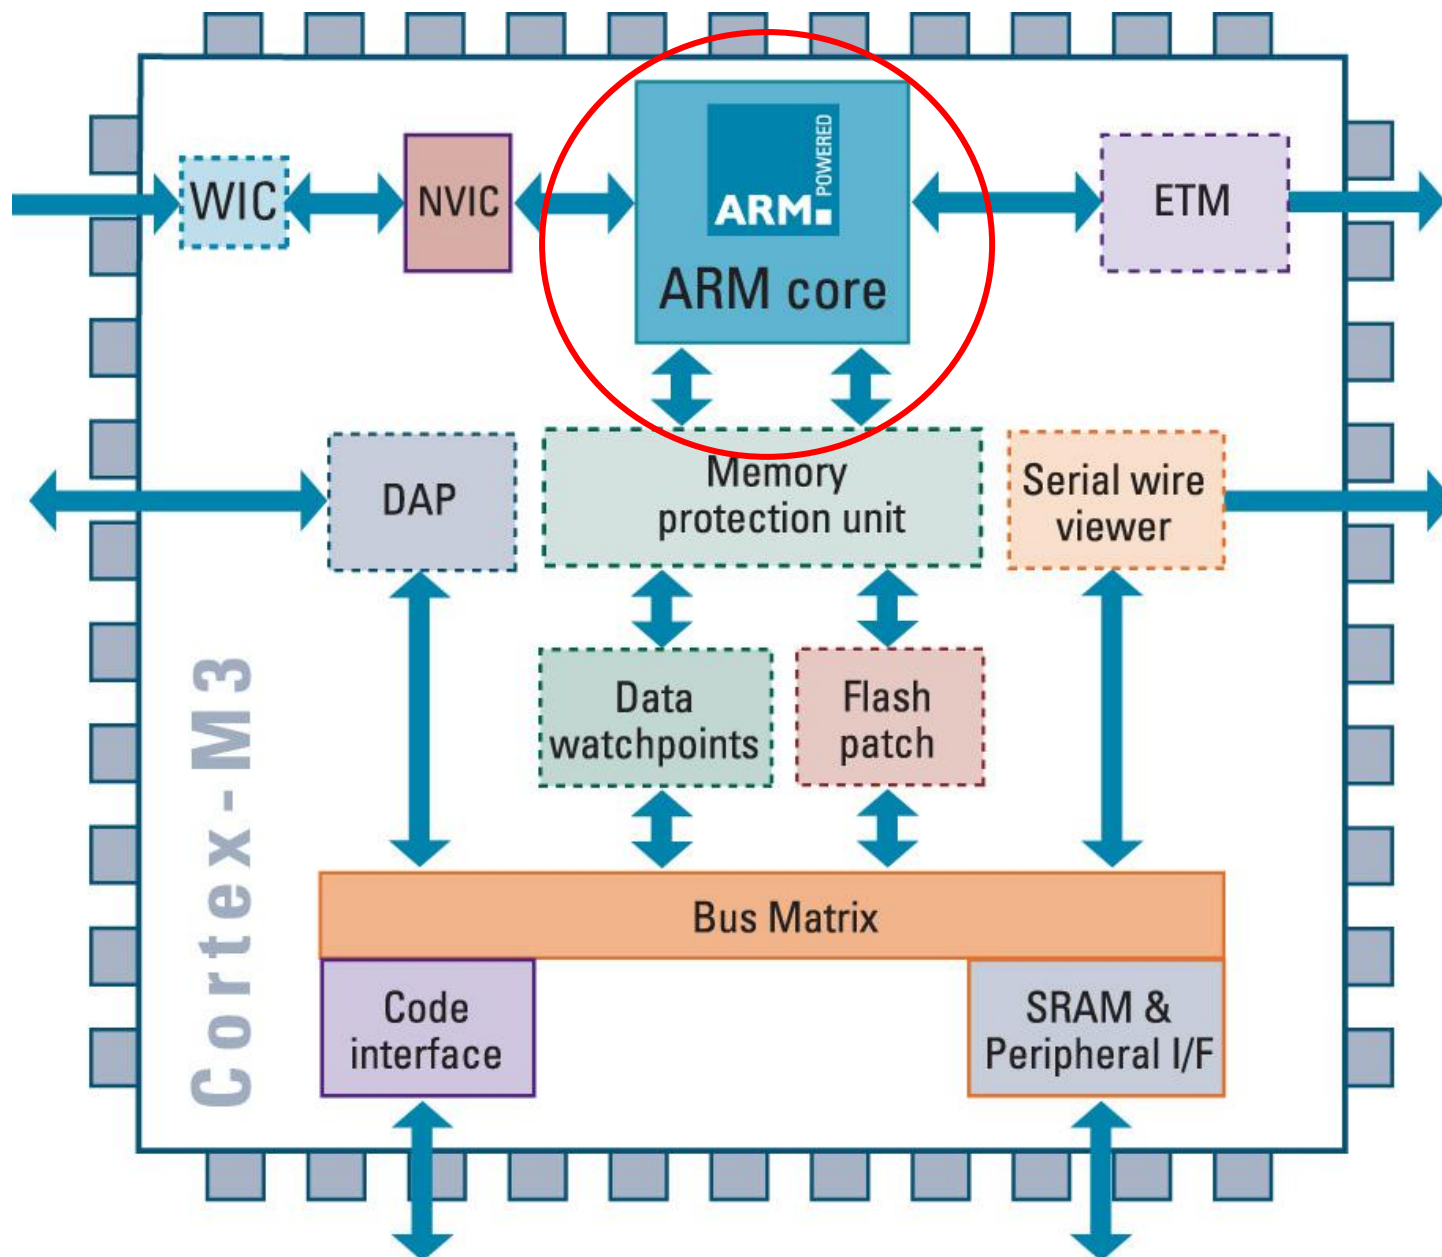 POWERED
ARM
ARM core
WIC
NVIC
ETM
DAP
Memory
protection unit
Serial wire
viewer
Data
watchpoints
Flash
patch
Cortex-M3
Bus Matrix
Code
interface
SRAM &
Peripheral I/F